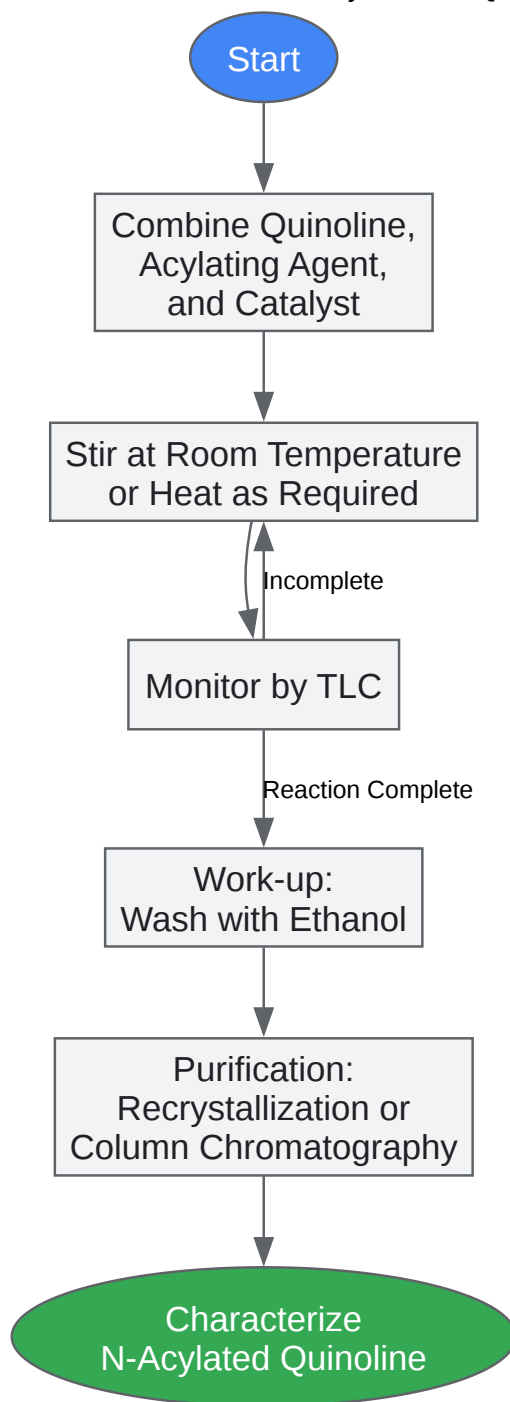 Start
Combine Quinoline,
Acylating Agent,
and Catalyst
Stir at Room Temperature
or Heat as Required
Incomplete
Monitor by TLC
Reaction Complete
Work-up:
Wash with Ethanol
Purification:
Recrystallization or
Column Chromatography
Characterize
N-Acylated Quinoline